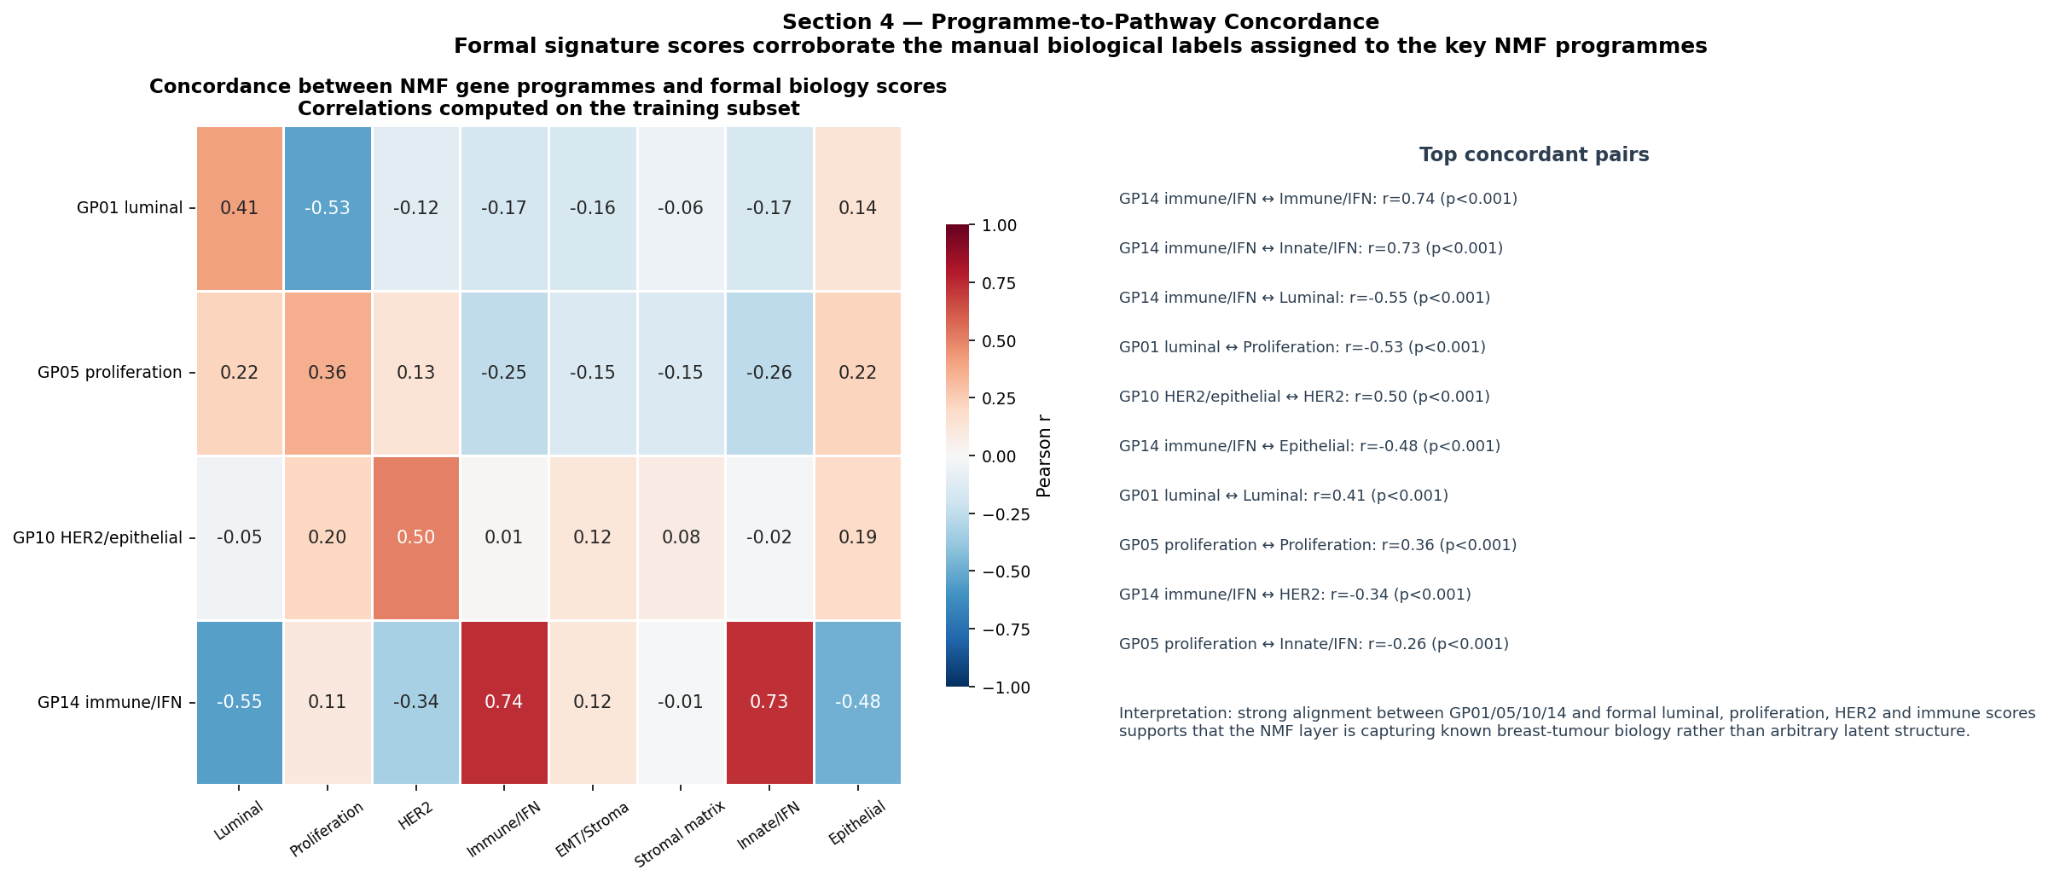 Section 4 — Programme-to-Pathway Concordance
Formal signature scores corroborate the manual biological labels assigned to the key NMF programmes
Concordance between NMF gene programmes and formal biology scores
Correlations computed on the training subset
GP01 luminal
0.41 -0.53 -0.12 -0.17 -0.16 -0.06 -0.17 0.14
GP05 proliferation
0.22 0.36 0.13 -0.25 -0.15 -0.15 -0.26 0.22
GP10 HER2/epithelial
-0.05 0.20 0.50 0.01 0.12 0.08 -0.02 0.19
GP14 immune/IFN
-0.55 0.11 -0.34 0.74 0.12 -0.01 0.73 -0.48
Luminal
Proliferation
HER2
Immune/IFN
EMT/Stroma
Stromal matrix
Innate/IFN
Epithelial
1.00
0.75
0.50
0.25
0.00
−0.25
−0.50
−0.75
−1.00
Pearson r
Top concordant pairs
GP14 immune/IFN ↔ Immune/IFN: r=0.74 (p<0.001)
GP14 immune/IFN ↔ Innate/IFN: r=0.73 (p<0.001)
GP14 immune/IFN ↔ Luminal: r=-0.55 (p<0.001)
GP01 luminal ↔ Proliferation: r=-0.53 (p<0.001)
GP10 HER2/epithelial ↔ HER2: r=0.50 (p<0.001)
GP14 immune/IFN ↔ Epithelial: r=-0.48 (p<0.001)
GP01 luminal ↔ Luminal: r=0.41 (p<0.001)
GP05 proliferation ↔ Proliferation: r=0.36 (p<0.001)
GP14 immune/IFN ↔ HER2: r=-0.34 (p<0.001)
GP05 proliferation ↔ Innate/IFN: r=-0.26 (p<0.001)
Interpretation: strong alignment between GP01/05/10/14 and formal luminal, proliferation, HER2 and immune scores
supports that the NMF layer is capturing known breast-tumour biology rather than arbitrary latent structure.